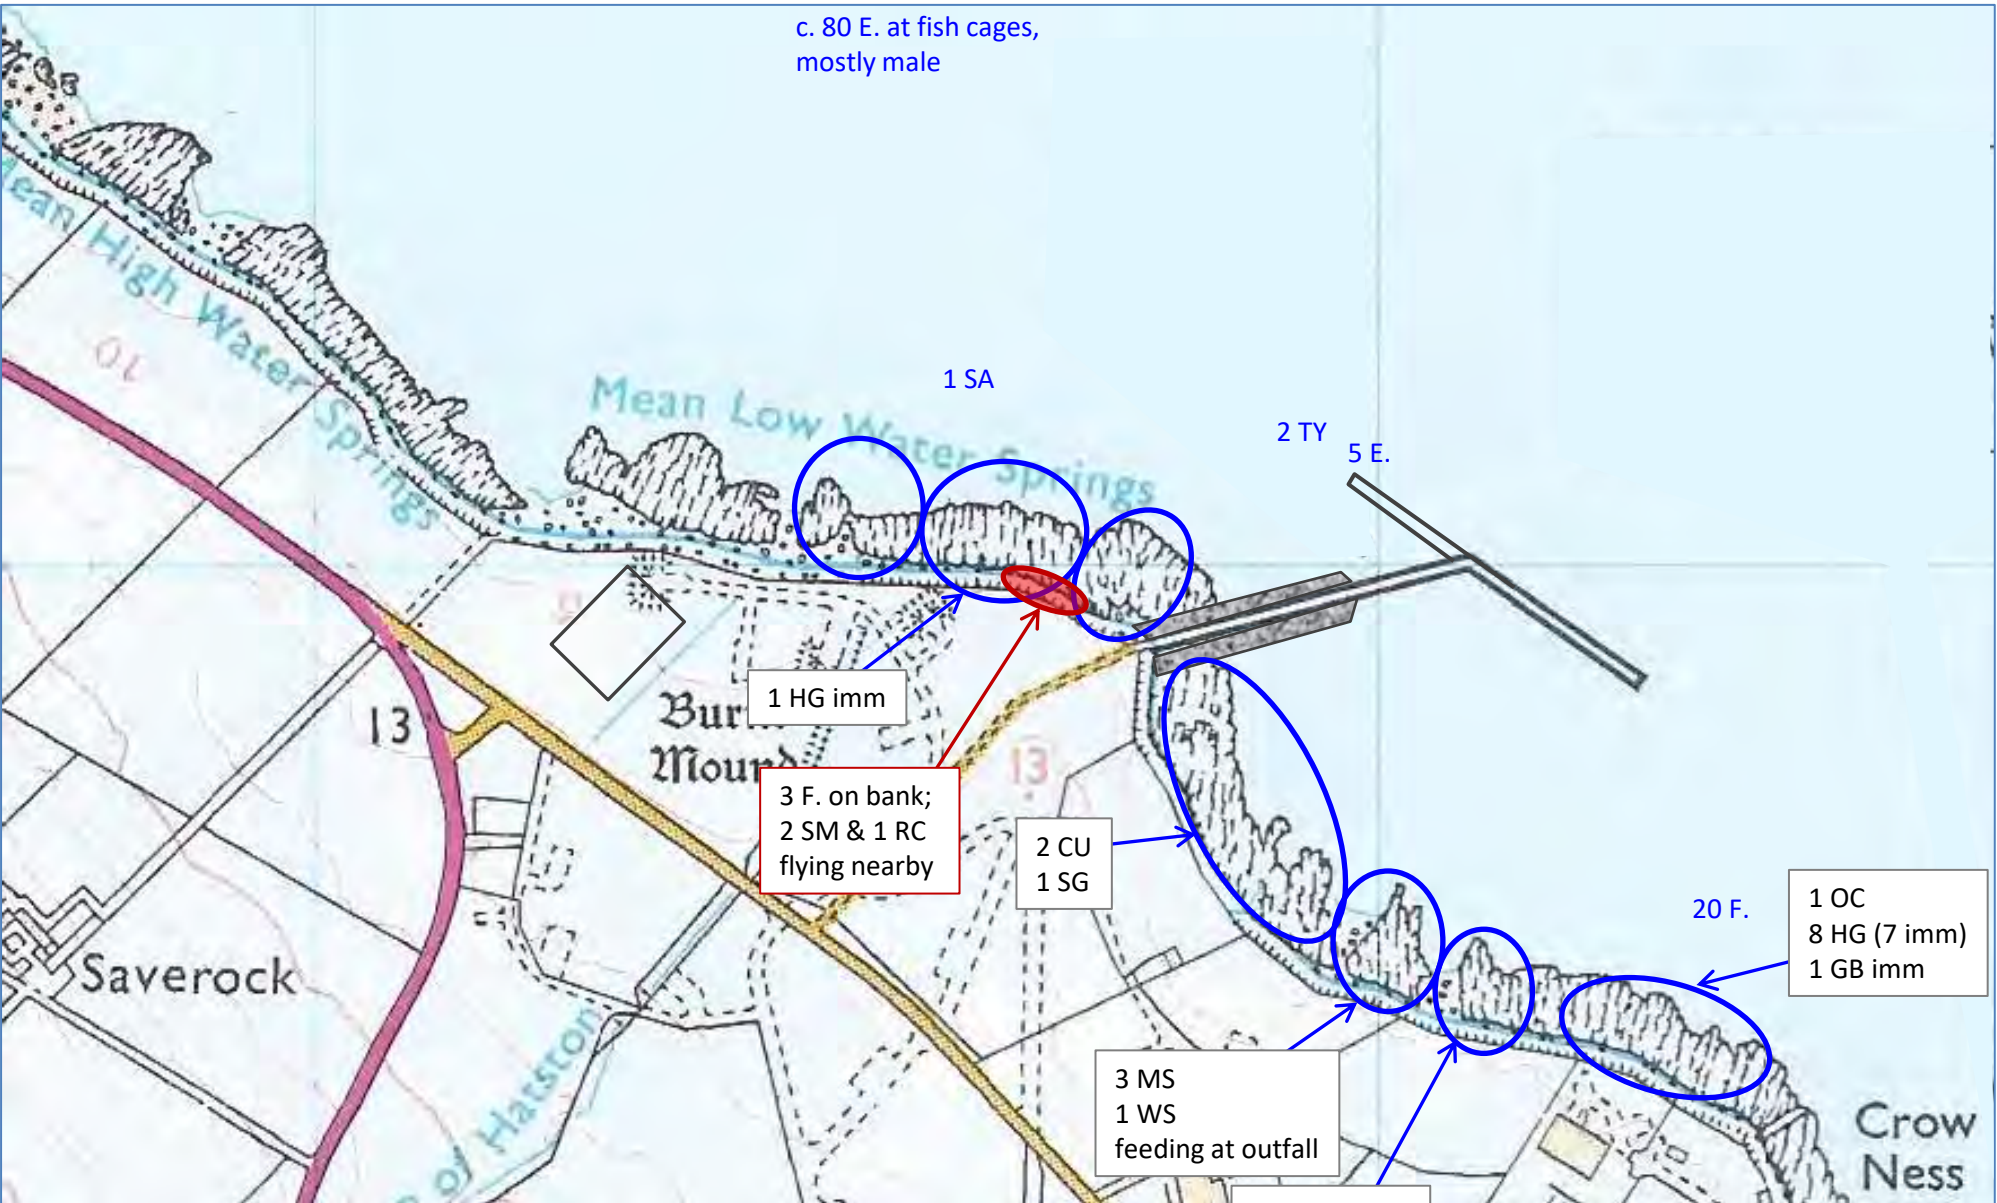 c. 80 E. at fish cages,
mostly male
Mean High Water Springs
10
1 SA
Mean Low Water Springs
2 TY
5 E.
1 HG imm
13
Mound
13
3 F. on bank;
2 SM & 1 RC
flying nearby
2 CU
1 SG
20 F.
1 OC
8 HG (7 imm)
1 GB imm
Saverock
of Hatston
3 MS
1 WS
feeding at outfall
Crow
Ness